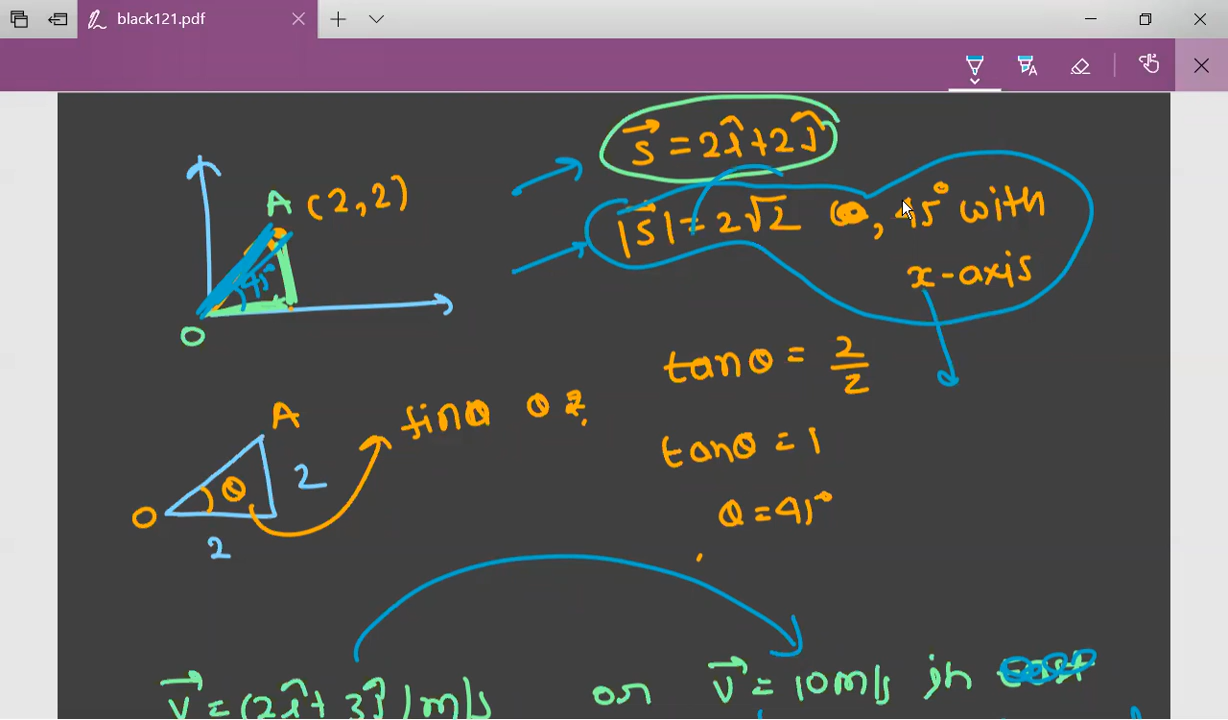 black121.pdf
s⃗ = 2î+2ĵ
A (2,2)
|s⃗| = 2√2 , 45° with
x-axis
45°
O
tanθ = 2/2
A
find θ ?
tanθ = 1
θ
2
O
θ = 45°
2
v⃗ = (2î+ 3ĵ)m/s or v⃗ = 10m/s in